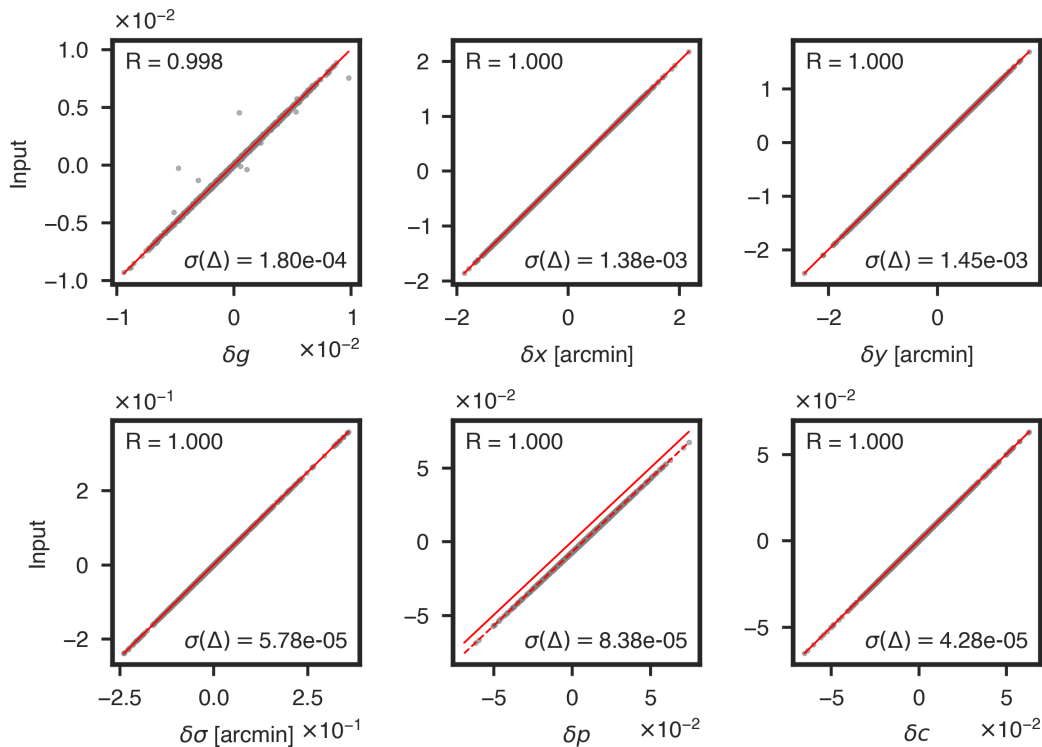 ×10⁻²
R = 0.998
σ(Δ) = 1.80e-04
Input
1.0
0.5
0.0
−0.5
−1.0
−1 0 1
δg ×10⁻²
R = 1.000
σ(Δ) = 1.38e-03
2
1
0
−1
−2
−2 0 2
δx [arcmin]
R = 1.000
σ(Δ) = 1.45e-03
1
0
−1
−2
−2 0
δy [arcmin]
×10⁻¹
R = 1.000
σ(Δ) = 5.78e-05
Input
2
0
−2
−2.5 0.0 2.5
δσ [arcmin] ×10⁻¹
×10⁻²
R = 1.000
σ(Δ) = 8.38e-05
5
0
−5
−5 0 5
δp ×10⁻²
×10⁻²
R = 1.000
σ(Δ) = 4.28e-05
5
0
−5
−5 0 5
δc ×10⁻²